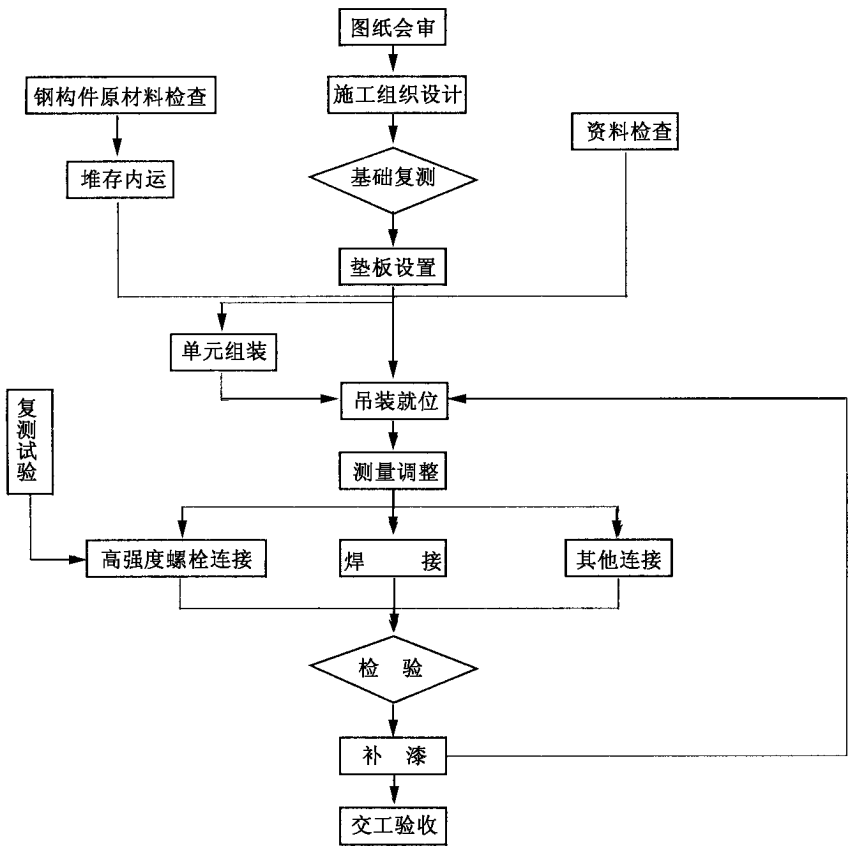 图纸会审
钢构件原材料检查
施工组织设计
资料检查
堆存内运
基础复测
垫板设置
单元组装
吊装就位
复测试验
测量调整
高强度螺栓连接
焊 接
其他连接
检 验
补 漆
交工验收